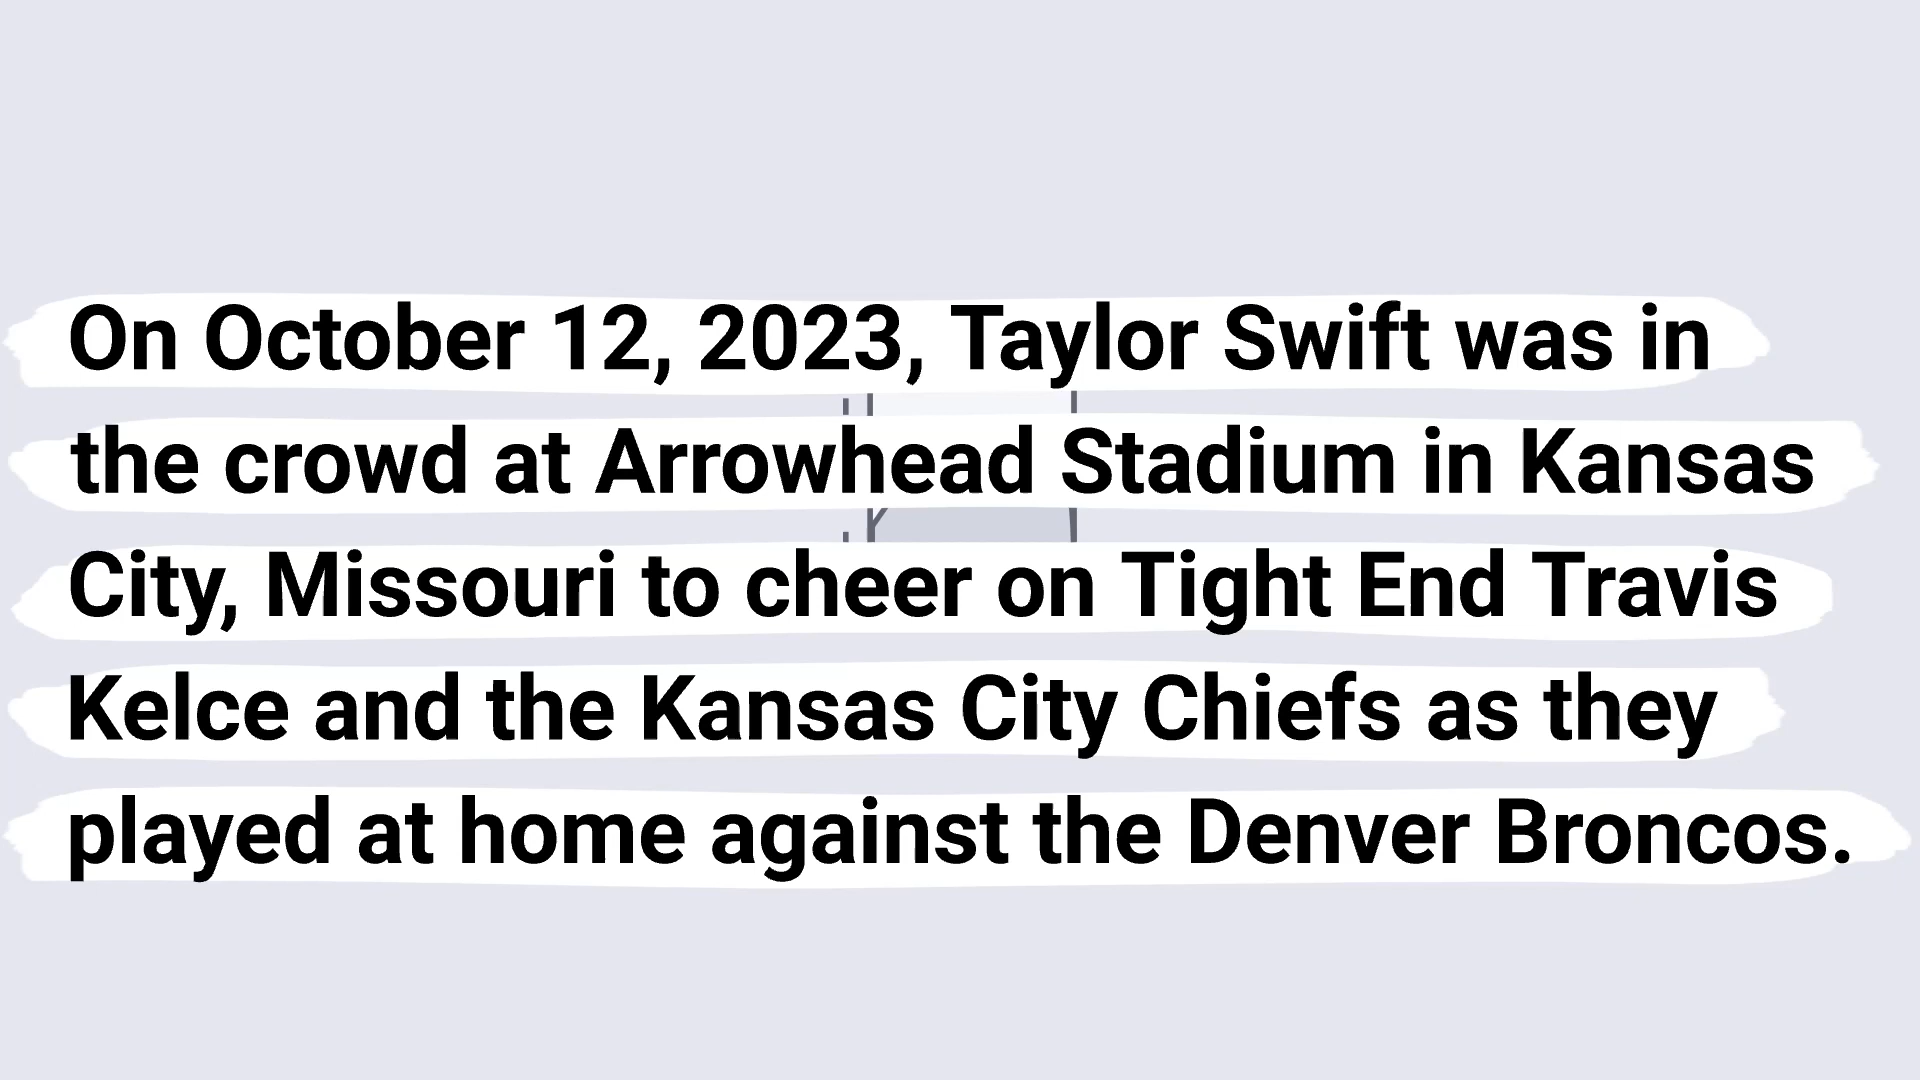 On October 12, 2023, Taylor Swift was in
the crowd at Arrowhead Stadium in Kansas
City, Missouri to cheer on Tight End Travis
Kelce and the Kansas City Chiefs as they
played at home against the Denver Broncos.